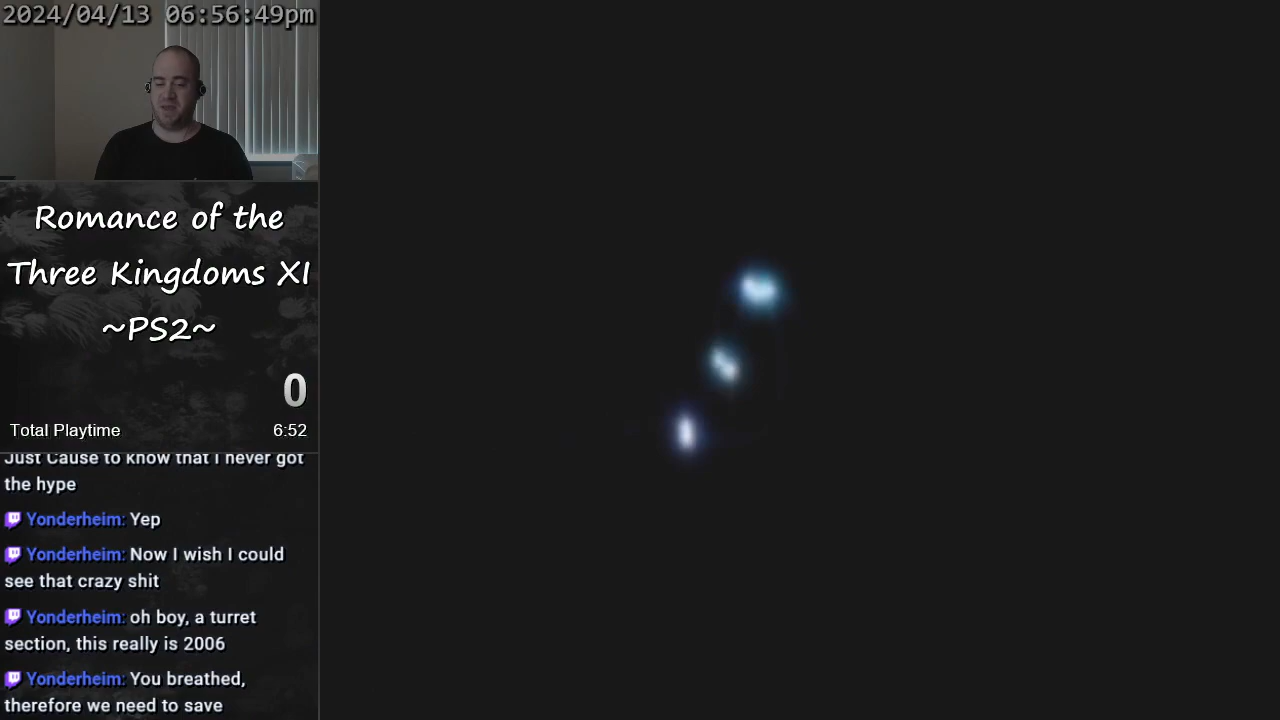 2024/04/13 06:56:49pm
Romance of the
Three Kingdoms XI
~PS2~
0
Total Playtime 6:52
Just Cause to know that I never got
the hype
Yonderheim: Yep
Yonderheim: Now I wish I could
see that crazy shit
Yonderheim: oh boy, a turret
section, this really is 2006
Yonderheim: You breathed,
therefore we need to save